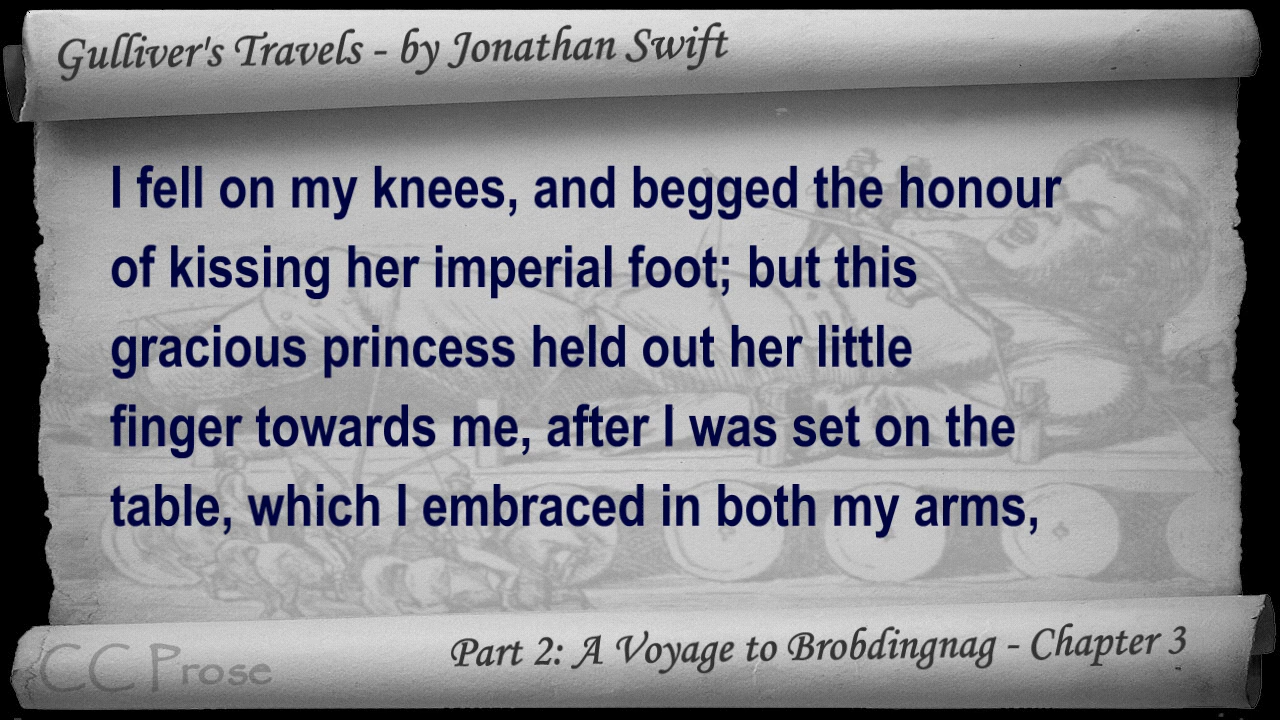 Gulliver's Travels - by Jonathan Swift
I fell on my knees, and begged the honour
of kissing her imperial foot; but this
gracious princess held out her little
finger towards me, after I was set on the
table, which I embraced in both my arms,
Part 2: A Voyage to Brobdingnag - Chapter 3
CC Prose